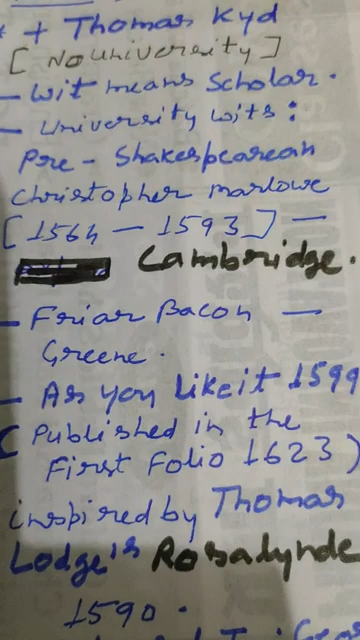 * + Thomas Kyd
[No University]
- Wit means Scholar.
- University wits:
Pre - Shakespearean
Christopher marlowe
[1564 - 1593] -
Cambridge.
- Friar Bacon -
Greene.
- As You Like it 1599
( Published in the
First Folio 1623)
inspired by Thomas
Lodge's Rosalynde
1590.